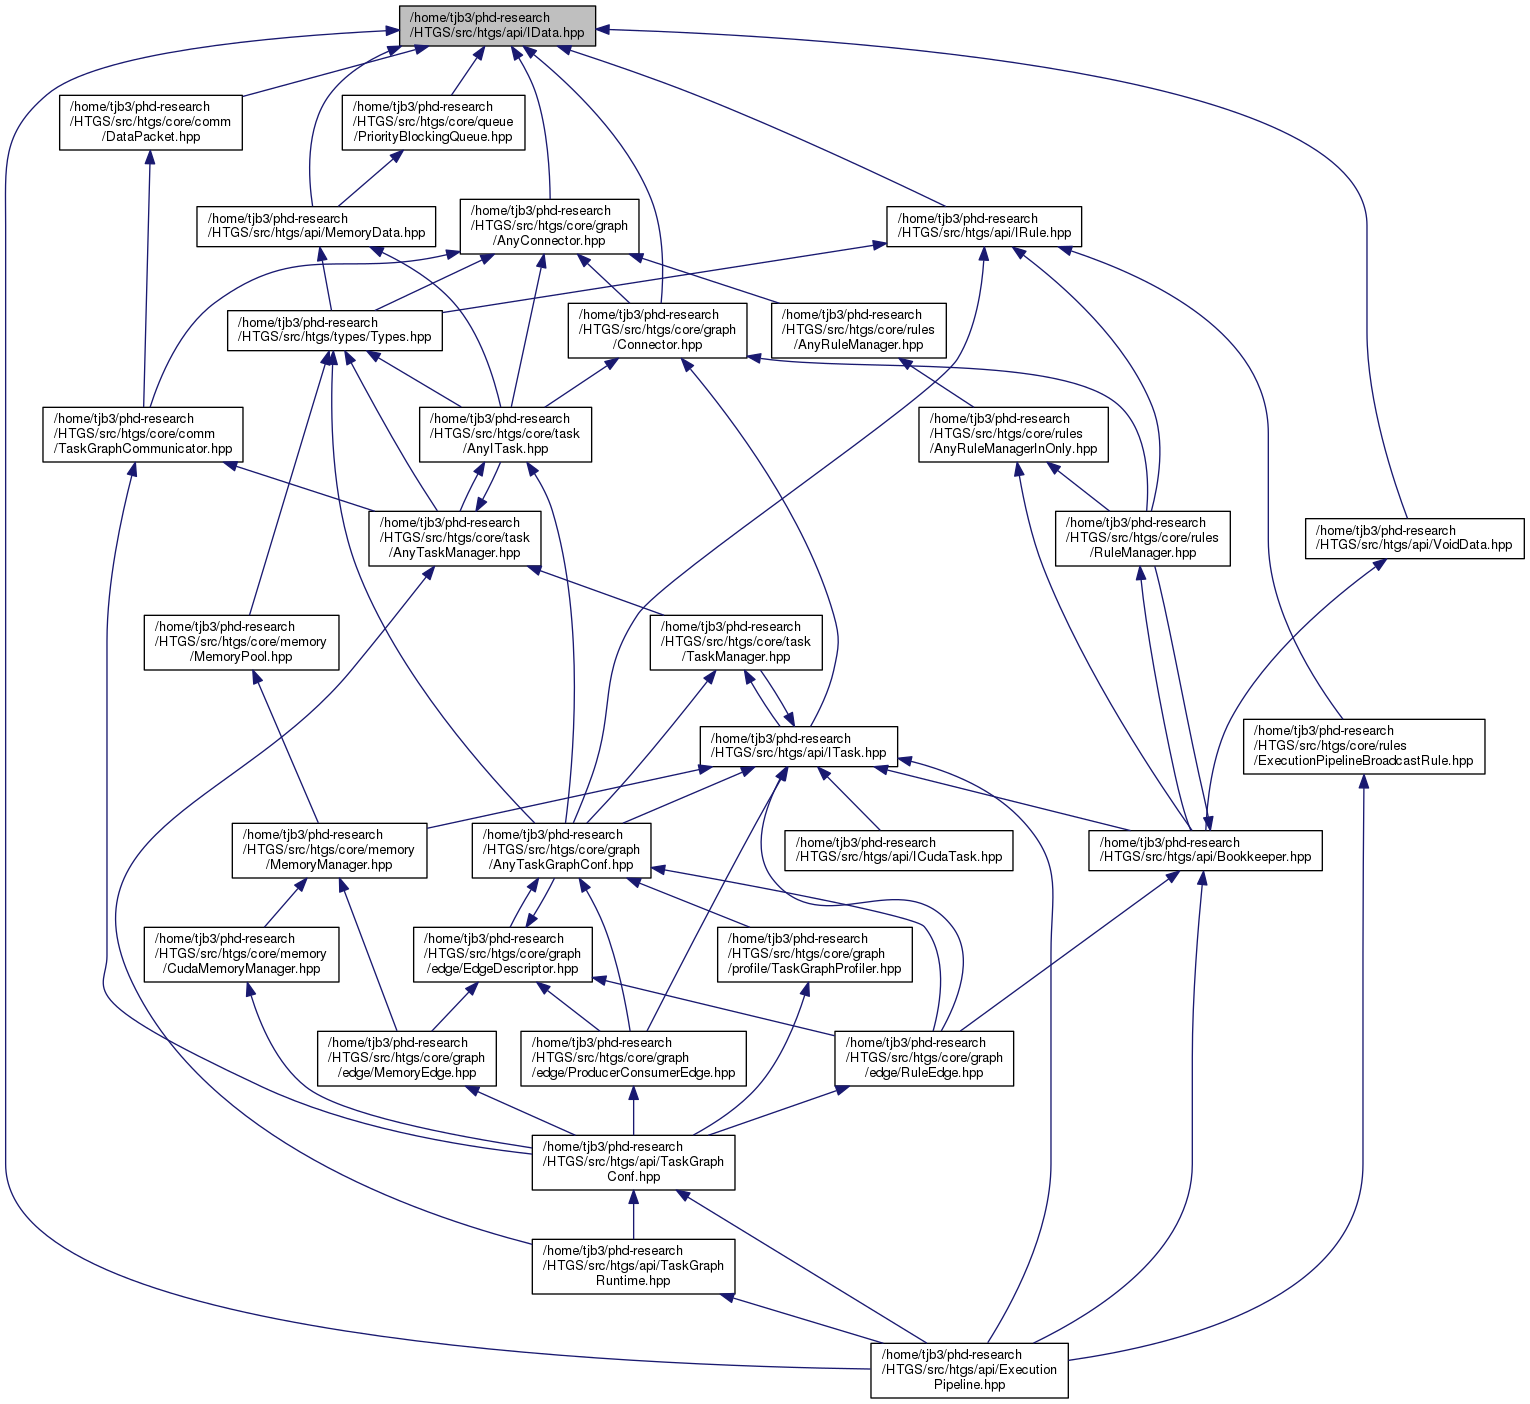 /home/tjb3/phd-research
/HTGS/src/htgs/api/IData.hpp
/home/tjb3/phd-research
/HTGS/src/htgs/core/comm
/DataPacket.hpp
/home/tjb3/phd-research
/HTGS/src/htgs/core/queue
/PriorityBlockingQueue.hpp
/home/tjb3/phd-research
/HTGS/src/htgs/api/MemoryData.hpp
/home/tjb3/phd-research
/HTGS/src/htgs/core/graph
/AnyConnector.hpp
/home/tjb3/phd-research
/HTGS/src/htgs/api/IRule.hpp
/home/tjb3/phd-research
/HTGS/src/htgs/types/Types.hpp
/home/tjb3/phd-research
/HTGS/src/htgs/core/graph
/Connector.hpp
/home/tjb3/phd-research
/HTGS/src/htgs/core/rules
/AnyRuleManager.hpp
/home/tjb3/phd-research
/HTGS/src/htgs/core/comm
/TaskGraphCommunicator.hpp
/home/tjb3/phd-research
/HTGS/src/htgs/core/task
/AnyITask.hpp
/home/tjb3/phd-research
/HTGS/src/htgs/core/rules
/AnyRuleManagerInOnly.hpp
/home/tjb3/phd-research
/HTGS/src/htgs/core/task
/AnyTaskManager.hpp
/home/tjb3/phd-research
/HTGS/src/htgs/core/rules
/RuleManager.hpp
/home/tjb3/phd-research
/HTGS/src/htgs/api/VoidData.hpp
/home/tjb3/phd-research
/HTGS/src/htgs/core/memory
/MemoryPool.hpp
/home/tjb3/phd-research
/HTGS/src/htgs/core/task
/TaskManager.hpp
/home/tjb3/phd-research
/HTGS/src/htgs/api/ITask.hpp
/home/tjb3/phd-research
/HTGS/src/htgs/core/rules
/ExecutionPipelineBroadcastRule.hpp
/home/tjb3/phd-research
/HTGS/src/htgs/core/memory
/MemoryManager.hpp
/home/tjb3/phd-research
/HTGS/src/htgs/core/graph
/AnyTaskGraphConf.hpp
/home/tjb3/phd-research
/HTGS/src/htgs/api/ICudaTask.hpp
/home/tjb3/phd-research
/HTGS/src/htgs/api/Bookkeeper.hpp
/home/tjb3/phd-research
/HTGS/src/htgs/core/memory
/CudaMemoryManager.hpp
/home/tjb3/phd-research
/HTGS/src/htgs/core/graph
/edge/EdgeDescriptor.hpp
/home/tjb3/phd-research
/HTGS/src/htgs/core/graph
/profile/TaskGraphProfiler.hpp
/home/tjb3/phd-research
/HTGS/src/htgs/core/graph
/edge/MemoryEdge.hpp
/home/tjb3/phd-research
/HTGS/src/htgs/core/graph
/edge/ProducerConsumerEdge.hpp
/home/tjb3/phd-research
/HTGS/src/htgs/core/graph
/edge/RuleEdge.hpp
/home/tjb3/phd-research
/HTGS/src/htgs/api/TaskGraph
Conf.hpp
/home/tjb3/phd-research
/HTGS/src/htgs/api/TaskGraph
Runtime.hpp
/home/tjb3/phd-research
/HTGS/src/htgs/api/Execution
Pipeline.hpp